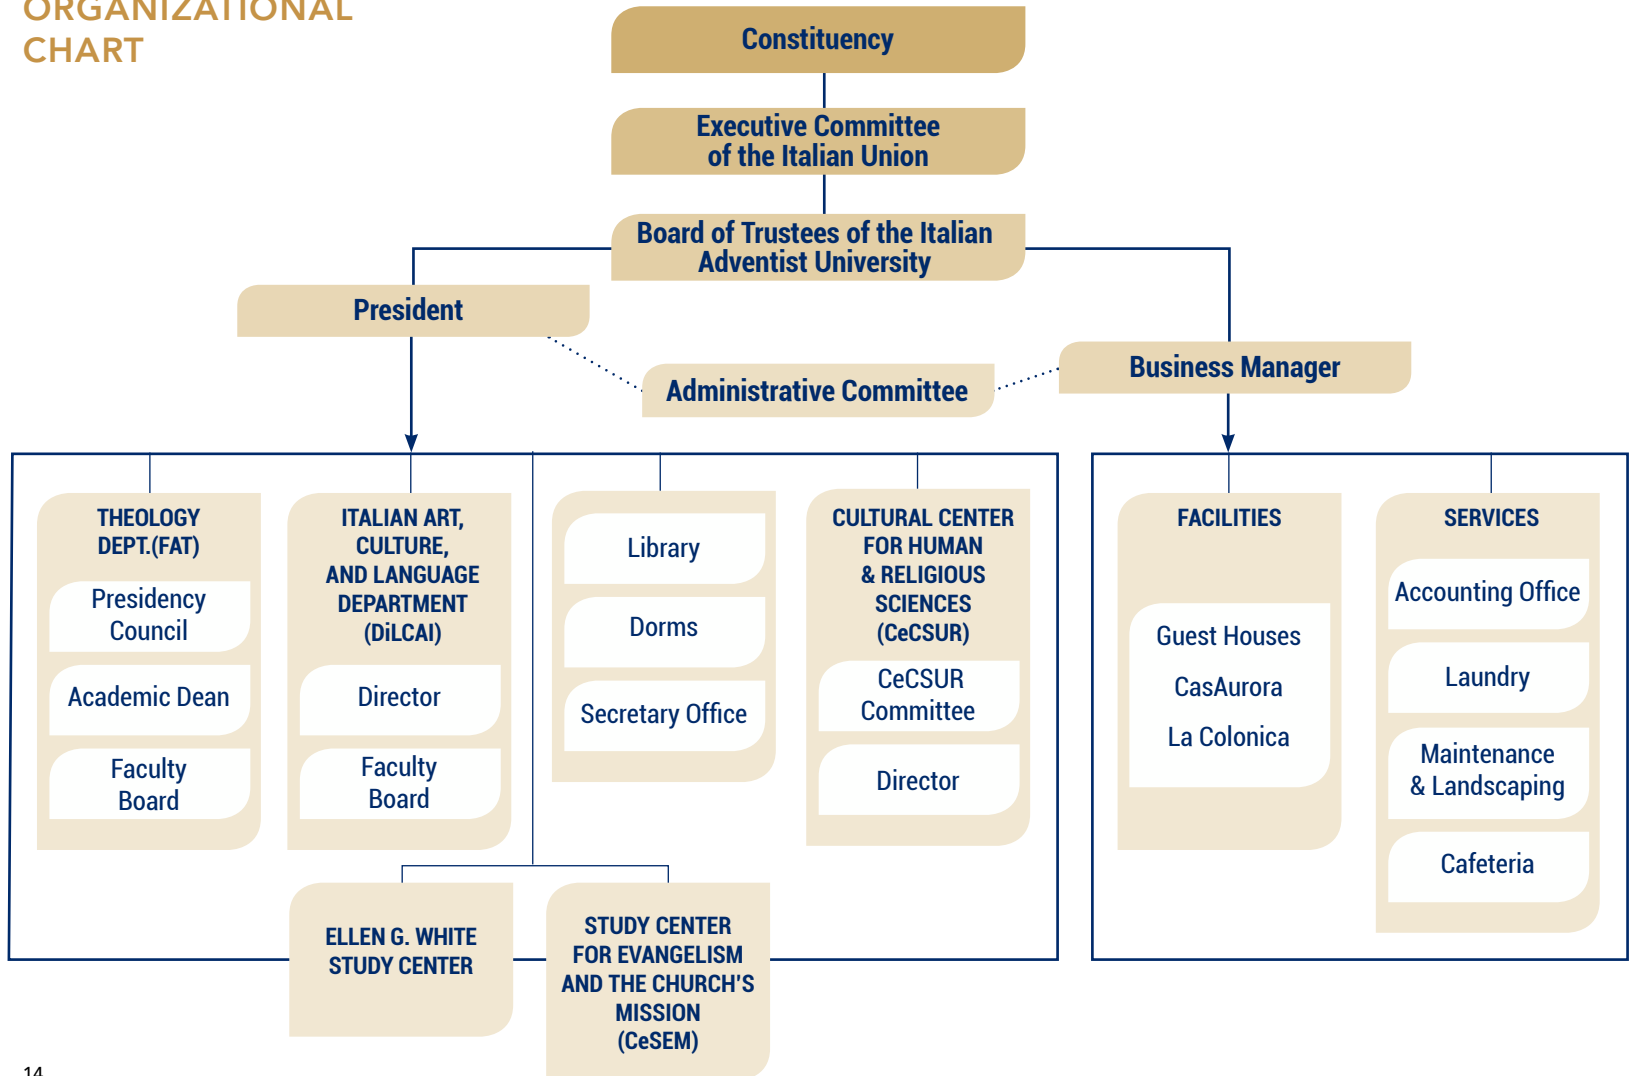 ORGANIZATIONAL
CHART
Constituency
Executive Committee
of the Italian Union
Board of Trustees of the Italian
Adventist University
President
Business Manager
Administrative Committee
THEOLOGY
DEPT.(FAT)
Presidency
Council
Academic Dean
Faculty
Board
ITALIAN ART,
CULTURE,
AND LANGUAGE
DEPARTMENT
(DiLCAI)
Director
Faculty
Board
Library
Dorms
Secretary Office
CULTURAL CENTER
FOR HUMAN
& RELIGIOUS
SCIENCES
(CeCSUR)
CeCSUR
Committee
Director
FACILITIES
Guest Houses
CasAurora
La Colonica
SERVICES
Accounting Office
Laundry
Maintenance
& Landscaping
Cafeteria
ELLEN G. WHITE
STUDY CENTER
STUDY CENTER
FOR EVANGELISM
AND THE CHURCH'S
MISSION
(CeSEM)
14